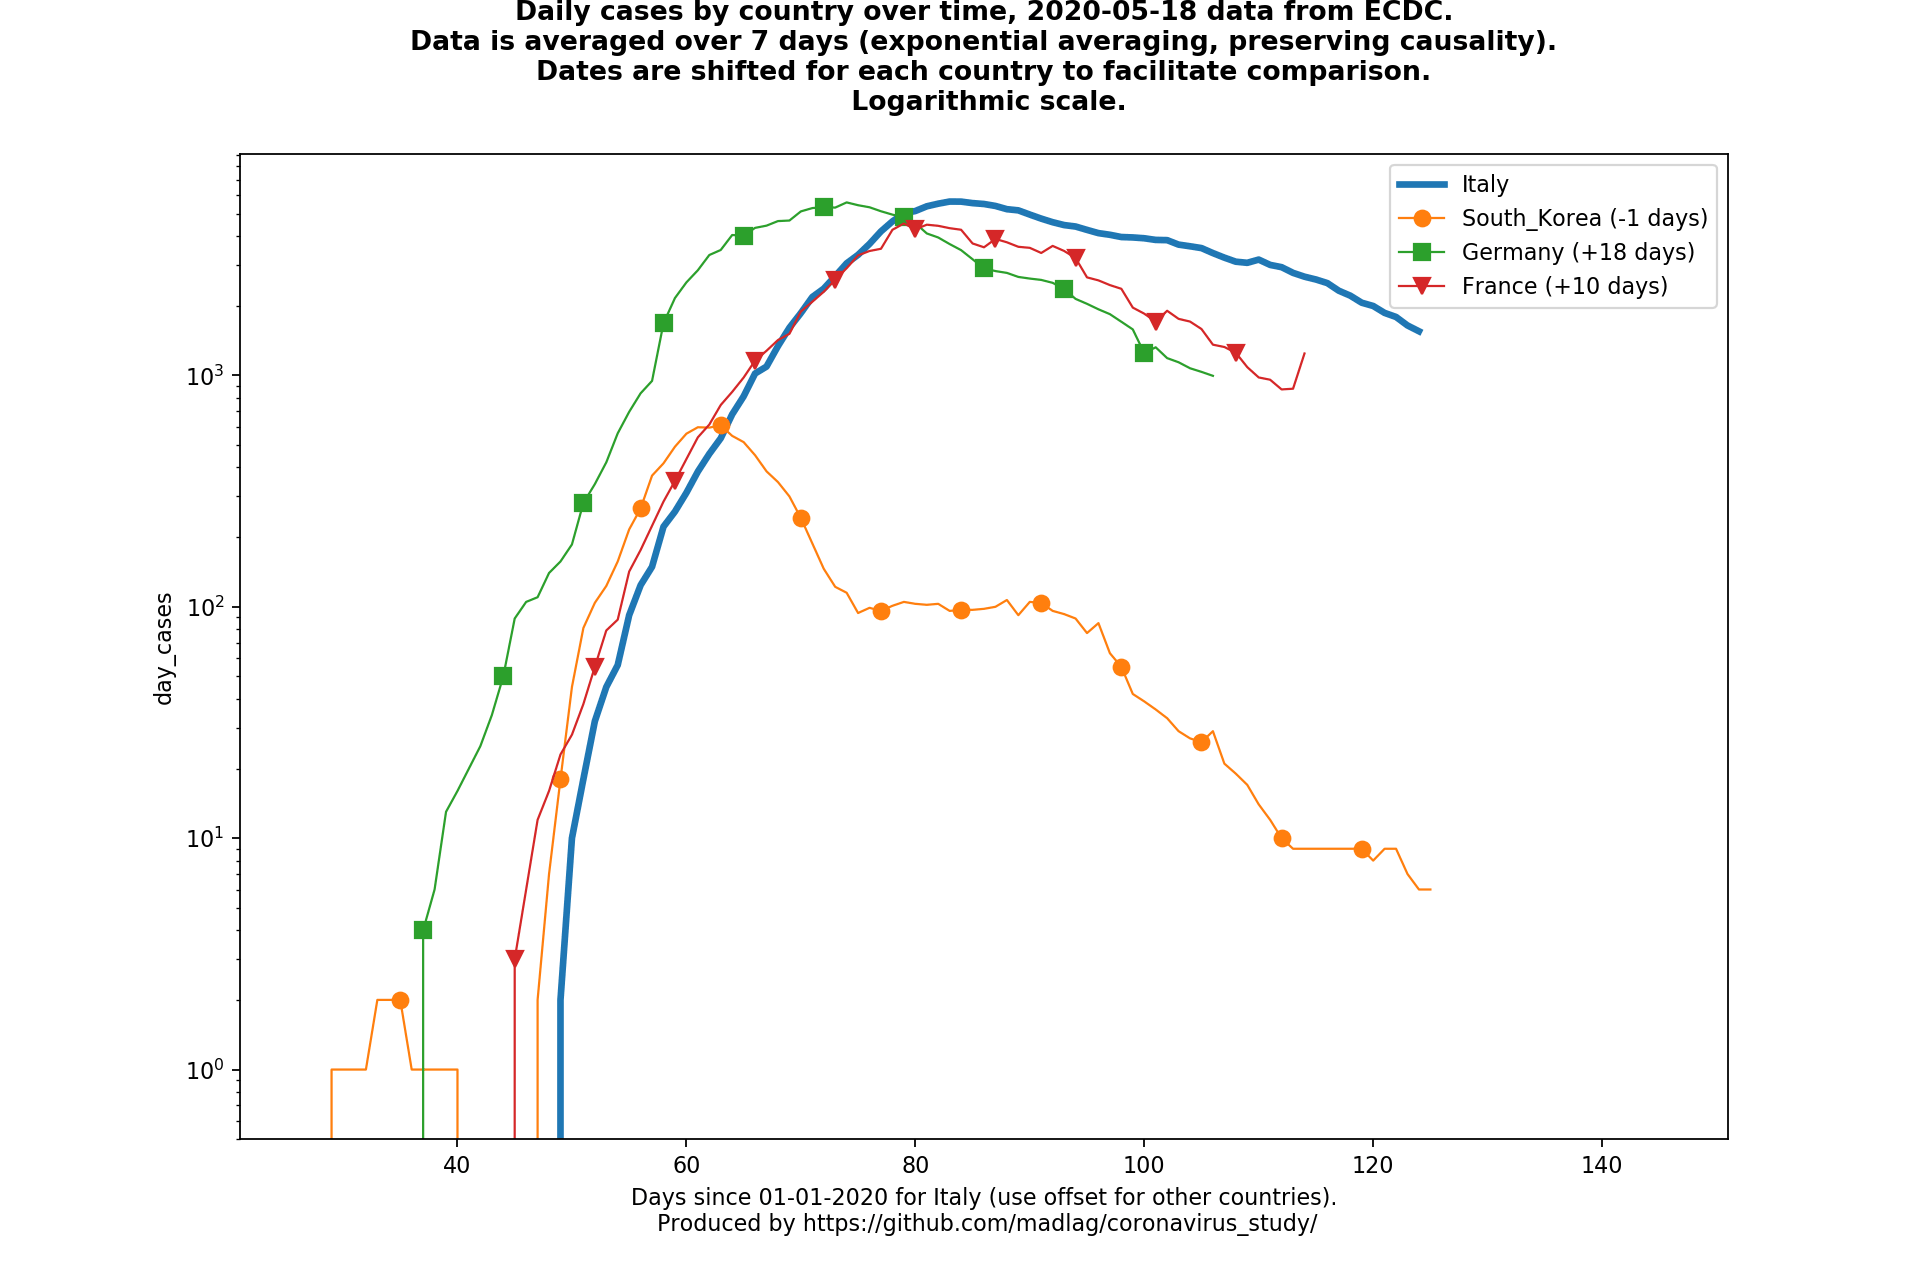 Daily cases by country over time, 2020-05-18 data from ECDC.
Data is averaged over 7 days (exponential averaging, preserving causality).
Dates are shifted for each country to facilitate comparison.
Logarithmic scale.
Italy
South_Korea (-1 days)
Germany (+18 days)
France (+10 days)
day_cases
10³
10²
10¹
10⁰
40 60 80 100 120 140
Days since 01-01-2020 for Italy (use offset for other countries).
Produced by https://github.com/madlag/coronavirus_study/